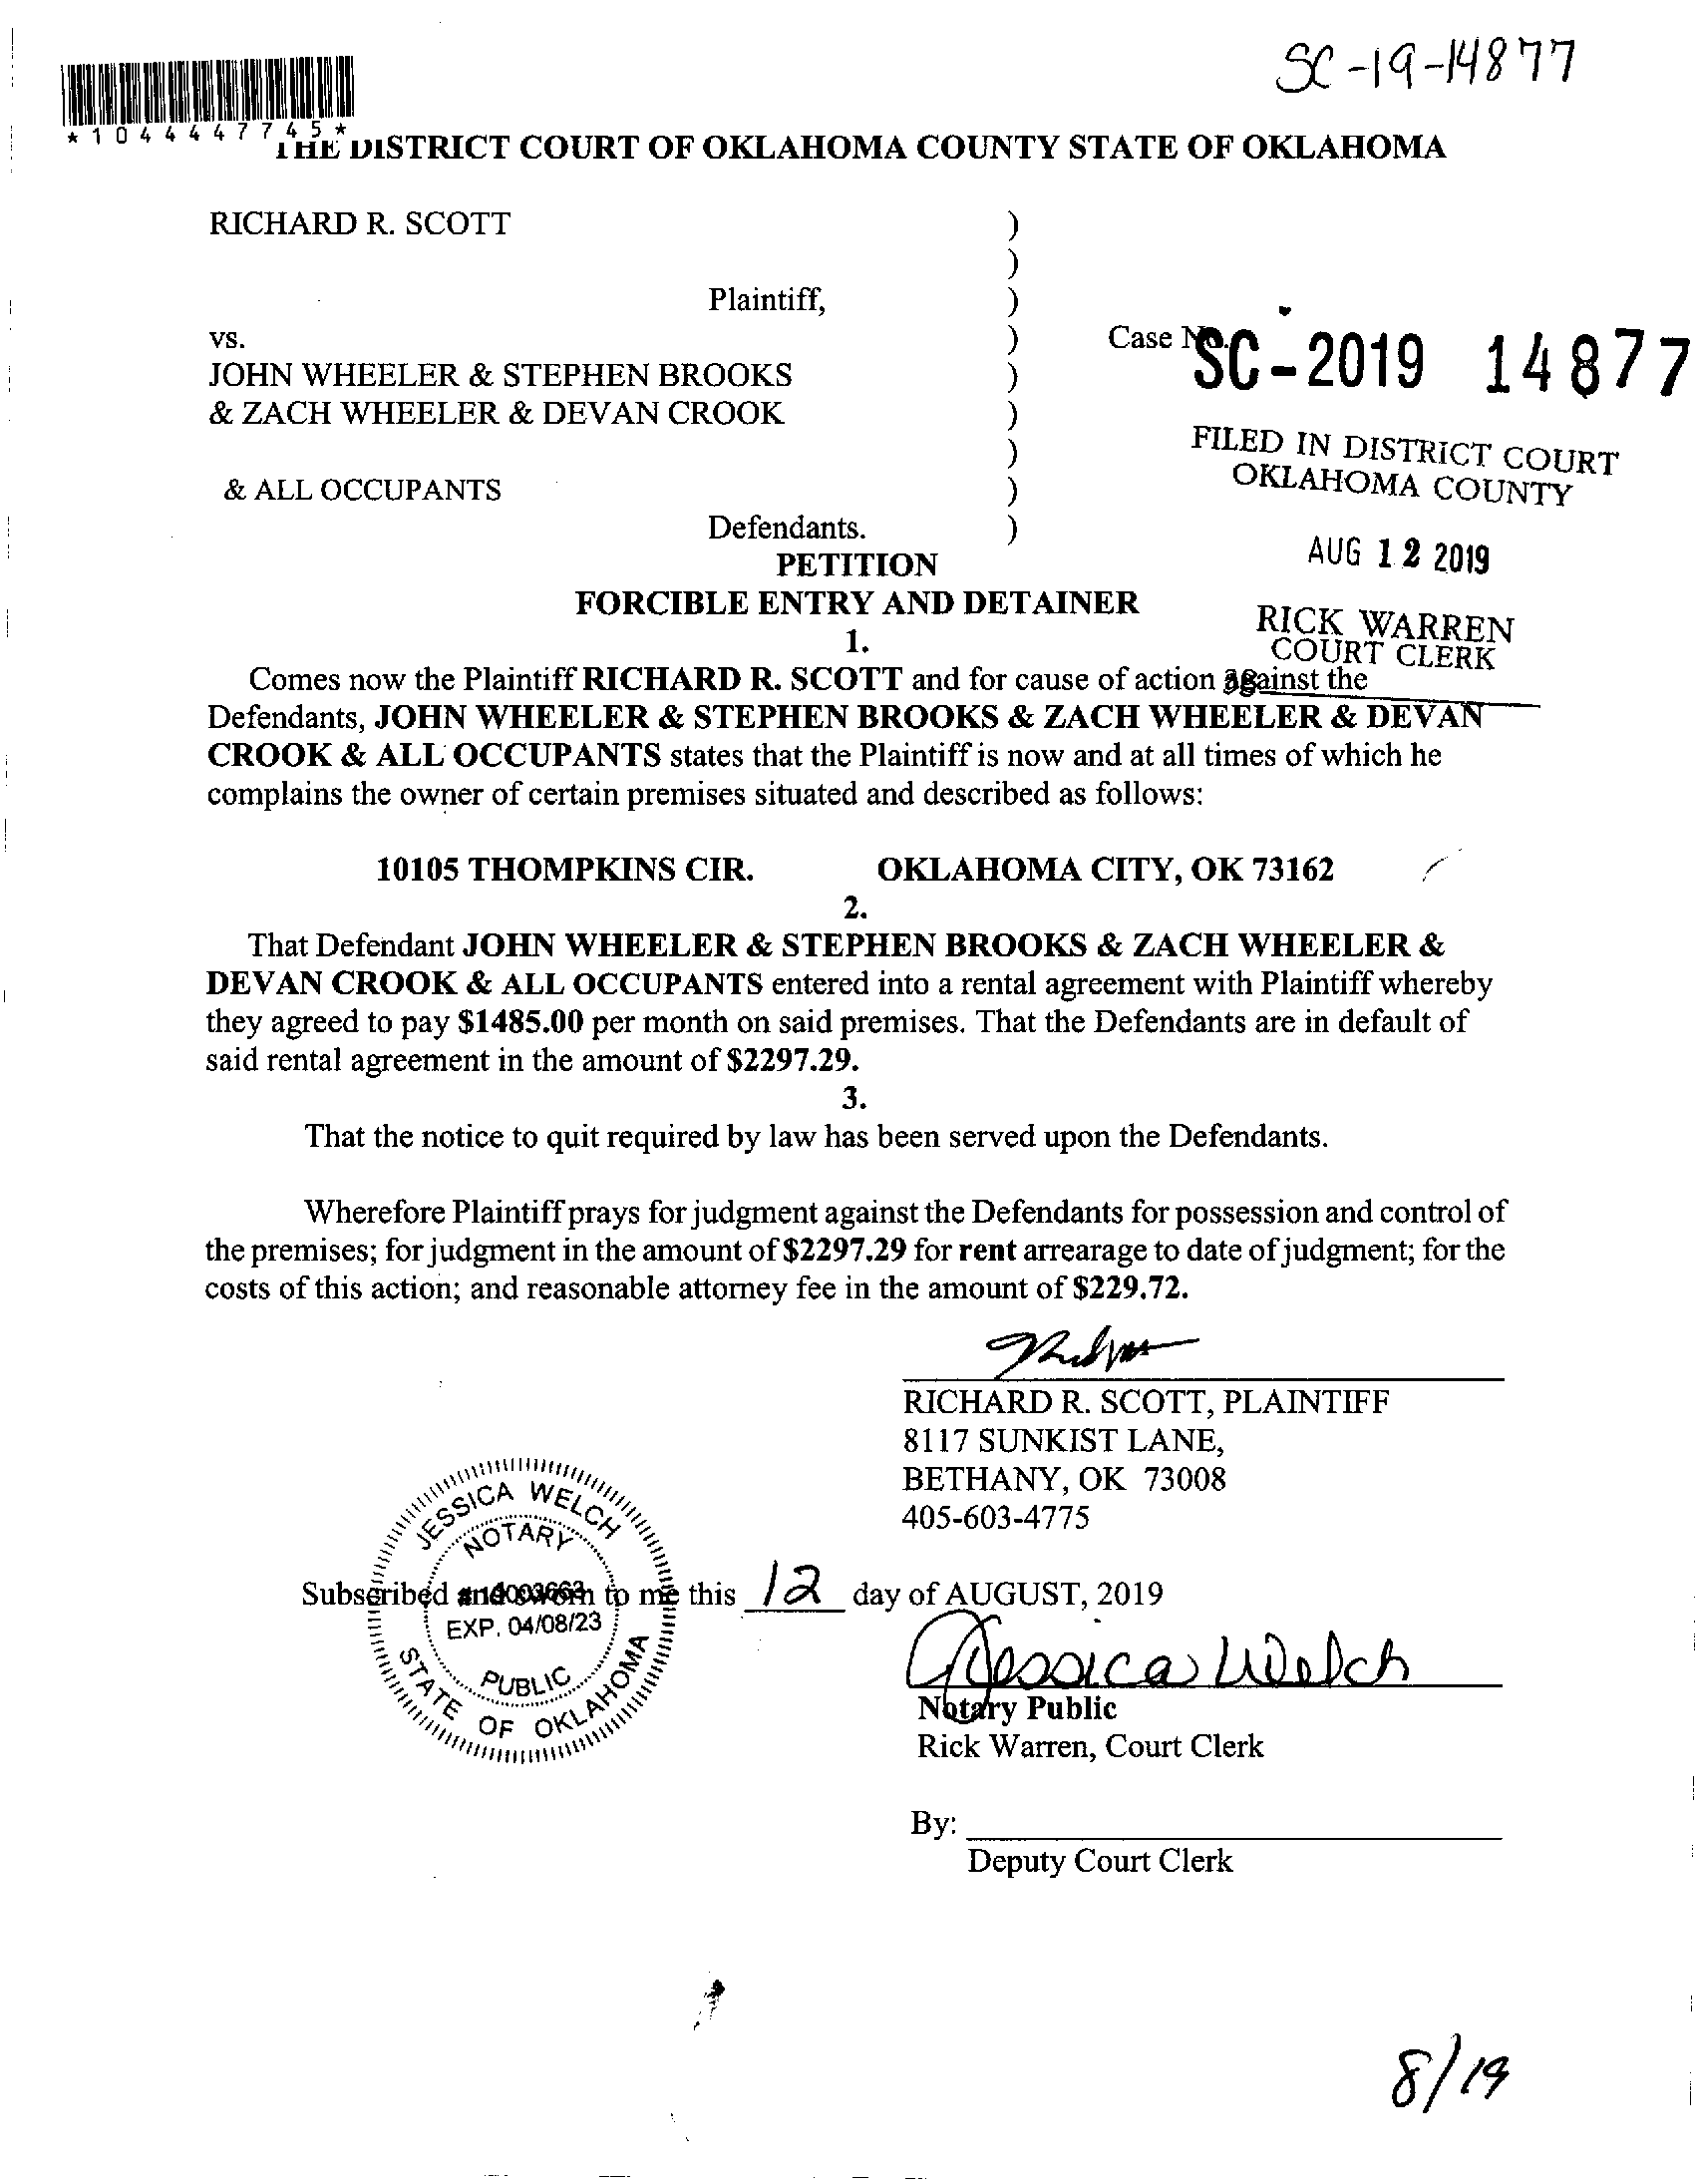 SC-19-14877
*1044447745*
THE DISTRICT COURT OF OKLAHOMA COUNTY STATE OF OKLAHOMA
RICHARD R. SCOTT )
)
Plaintiff, )
vs. ) Case No. SC-2019 14877
JOHN WHEELER & STEPHEN BROOKS )
& ZACH WHEELER & DEVAN CROOK )
) FILED IN DISTRICT COURT
& ALL OCCUPANTS ) OKLAHOMA COUNTY
Defendants. )
AUG 12 2019
PETITION
FORCIBLE ENTRY AND DETAINER
RICK WARREN
COURT CLERK
1.
Comes now the Plaintiff RICHARD R. SCOTT and for cause of action against the
Defendants, JOHN WHEELER & STEPHEN BROOKS & ZACH WHEELER & DEVAN
CROOK & ALL OCCUPANTS states that the Plaintiff is now and at all times of which he
complains the owner of certain premises situated and described as follows:
10105 THOMPKINS CIR. OKLAHOMA CITY, OK 73162
2.
That Defendant JOHN WHEELER & STEPHEN BROOKS & ZACH WHEELER &
DEVAN CROOK & ALL OCCUPANTS entered into a rental agreement with Plaintiff whereby
they agreed to pay $1485.00 per month on said premises. That the Defendants are in default of
said rental agreement in the amount of $2297.29.
3.
That the notice to quit required by law has been served upon the Defendants.
Wherefore Plaintiff prays for judgment against the Defendants for possession and control of
the premises; for judgment in the amount of $2297.29 for rent arrearage to date of judgment; for the
costs of this action; and reasonable attorney fee in the amount of $229.72.
RICHARD R. SCOTT, PLAINTIFF
8117 SUNKIST LANE,
BETHANY, OK 73008
405-603-4775
JESSICA WELCH
NOTARY
Subscribed and sworn to me this 12 day of AUGUST, 2019
EXP. 04/08/23
PUBLIC
STATE OF OKLAHOMA
Jessica Welch
Notary Public
Rick Warren, Court Clerk
By:
Deputy Court Clerk
8/19